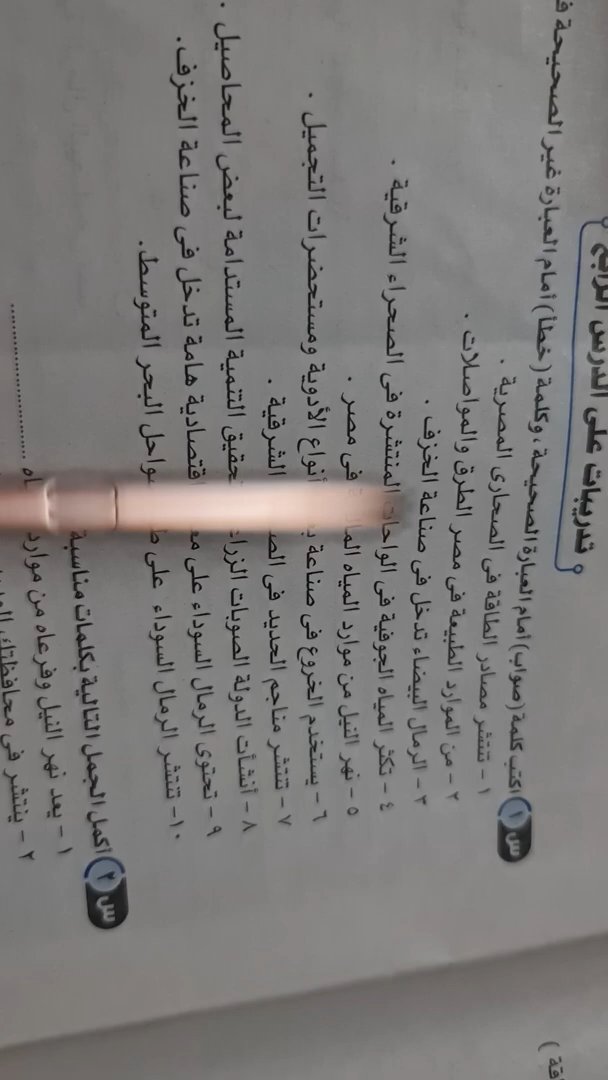 تدريبات على الدرس الرابع
س ١ اكتب كلمة (صواب) أمام العبارة الصحيحة، وكلمة (خطأ) أمام العبارة غير الصحيحة
١ - تنتشر مصادر الطاقة فى الصحارى المصرية .
٢ - من الموارد الطبيعة فى مصر الطرق والمواصلات .
٣ - الرمال البيضاء تدخل فى صناعة الخزف .
٤ - تكثر المياه الجوفية فى الواحات المنتشرة فى الصحراء الشرقية .
٥ - نهر النيل من موارد المياه فى مصر .
٦ - يستخدم الخروع فى صناعة أنواع الأدوية ومستحضرات التجميل .
٧ - تنتشر مناجم الحديد فى الشرقية .
٨ - أنشأت الدولة الصوبات تحقيق التنمية المستدامة لبعض المحاصيل .
٩ - تحتوى الرمال السوداء على اقتصادية هامة تدخل فى صناعة الخزف.
١٠- تنتشر الرمال السوداء على سواحل البحر المتوسط.
س ٢ أكمل الجمل التالية بكلمات مناسبة
١ - يعد نهر النيل وفرعاه من موارد ....................
٢ - ينتشر فى محافظتك
قة )